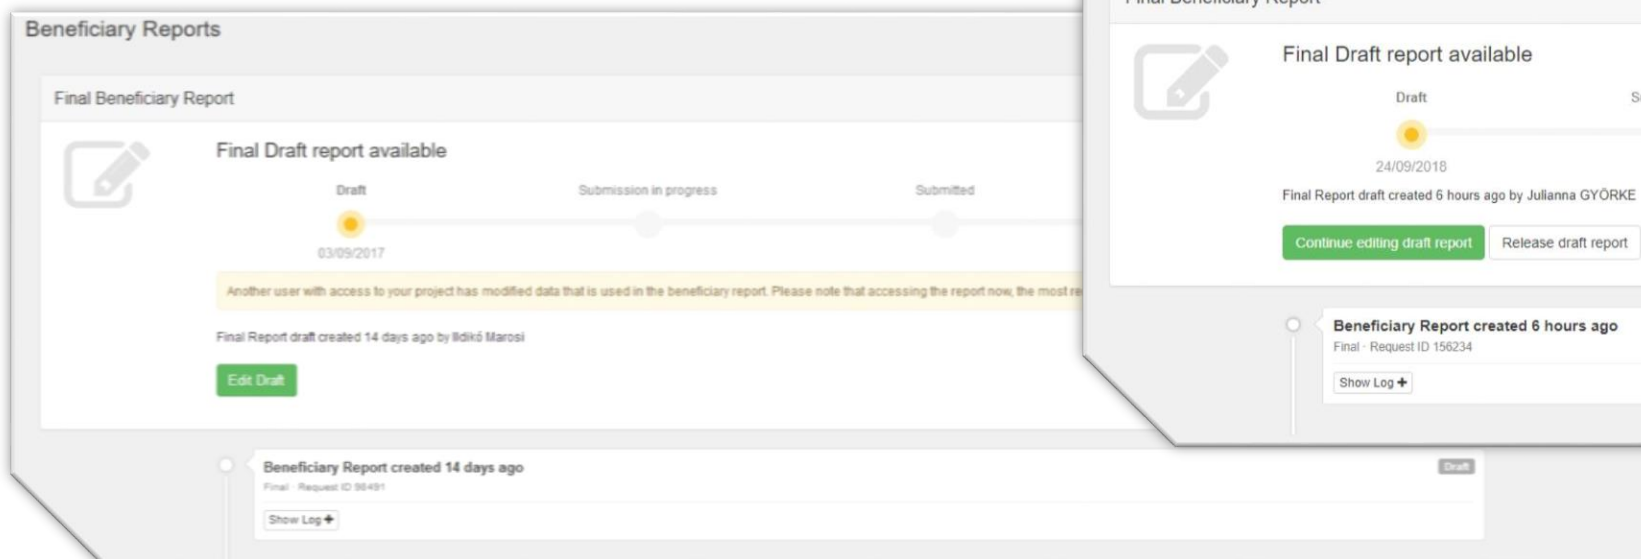 Beneficiary Reports
Final Beneficiary Report
Final Draft report available
Draft Submission in progress Submitted
03/09/2017
Another user with access to your project has modified data that is used in the beneficiary report. Please note that accessing the report now, the most
Final Report draft created 14 days ago by Ildikó Marosi
Edit Draft
Beneficiary Report created 14 days ago
Draft
Final · Request ID 98491
Show Log +
Final Beneficiary Report
Final Draft report available
Draft
24/09/2018
Final Report draft created 6 hours ago by Julianna GYÖRKE
Continue editing draft report Release draft report
Beneficiary Report created 6 hours ago
Final · Request ID 156234
Show Log +